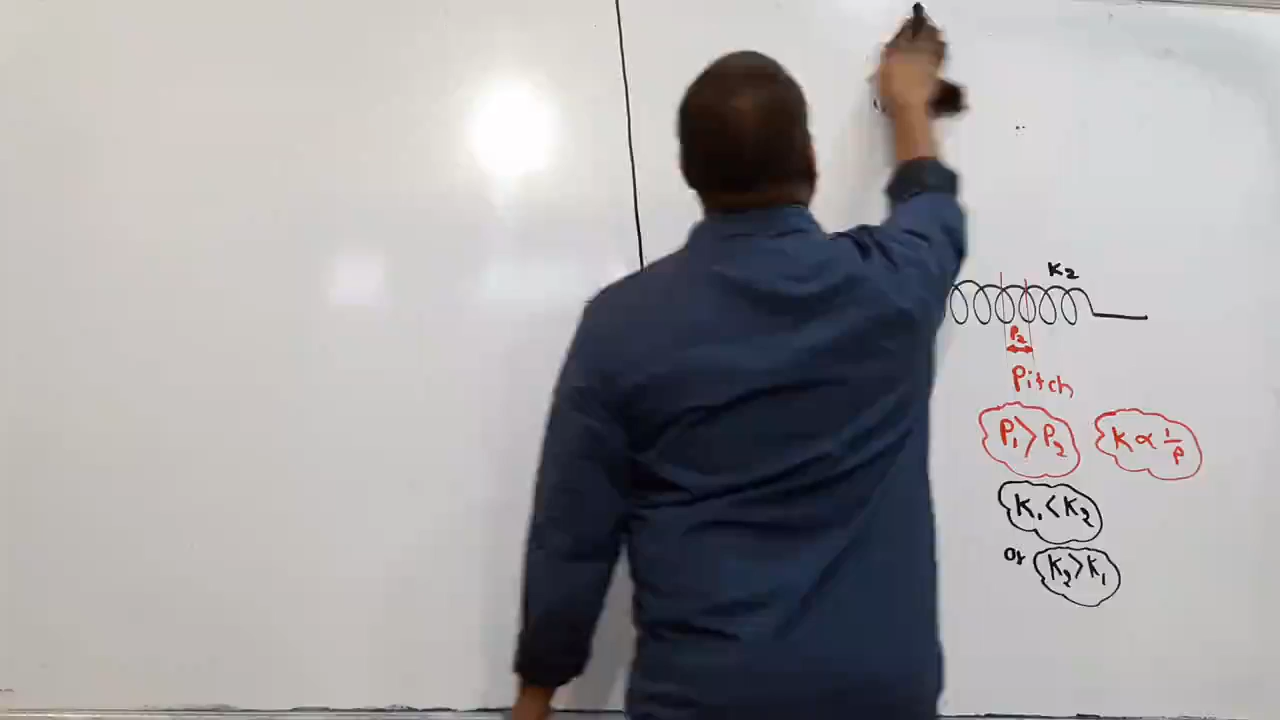 K₂
P₂
Pitch
P₁ > P₂
K ∝ 1/P
K₁ < K₂
Or
K₂ > K₁